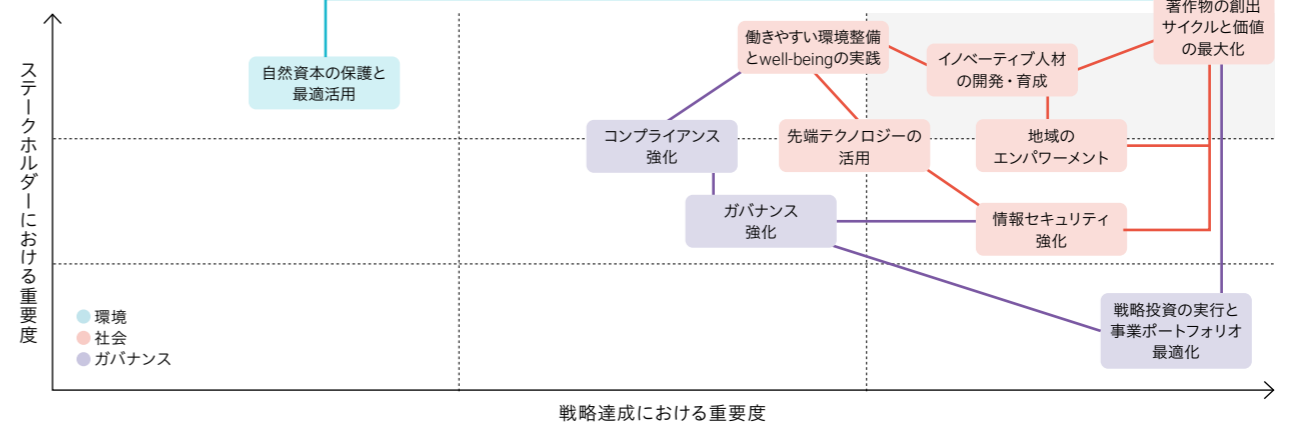 著作物の創出
サイクルと価値
の最大化
働きやすい環境整備
とwell-beingの実践
イノベーティブ人材
の開発・育成
自然資本の保護と
最適活用
コンプライアンス
強化
先端テクノロジーの
活用
地域の
エンパワーメント
ガバナンス
強化
情報セキュリティ
強化
戦略投資の実行と
事業ポートフォリオ
最適化
ステークホルダーにおける重要度
環境
社会
ガバナンス
戦略達成における重要度